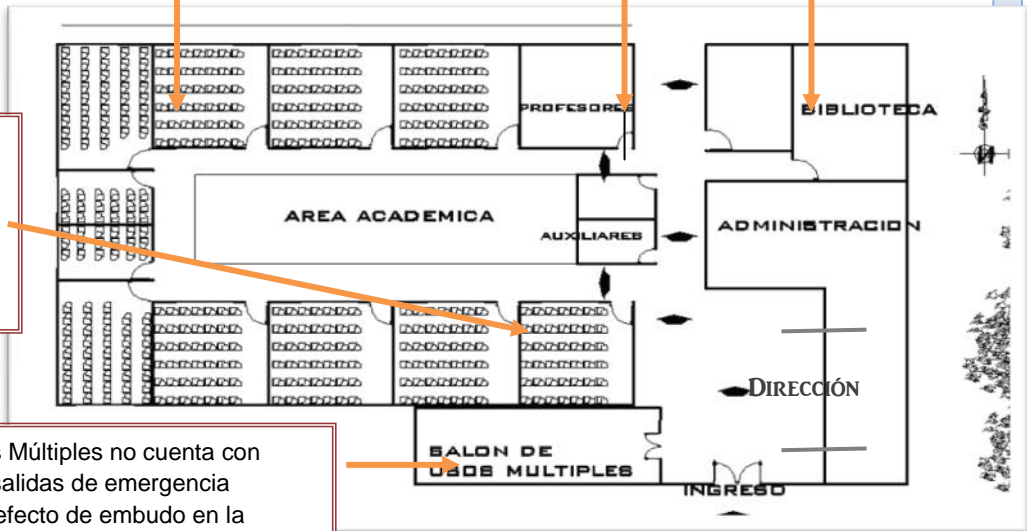 PROFESORES
BIBLIOTECA
AREA ACADEMICA
AUXILIARES
ADMINISTRACION
DIRECCIÓN
SALON DE
USOS MULTIPLES
INGRESO
s Múltiples no cuenta con
salidas de emergencia
efecto de embudo en la